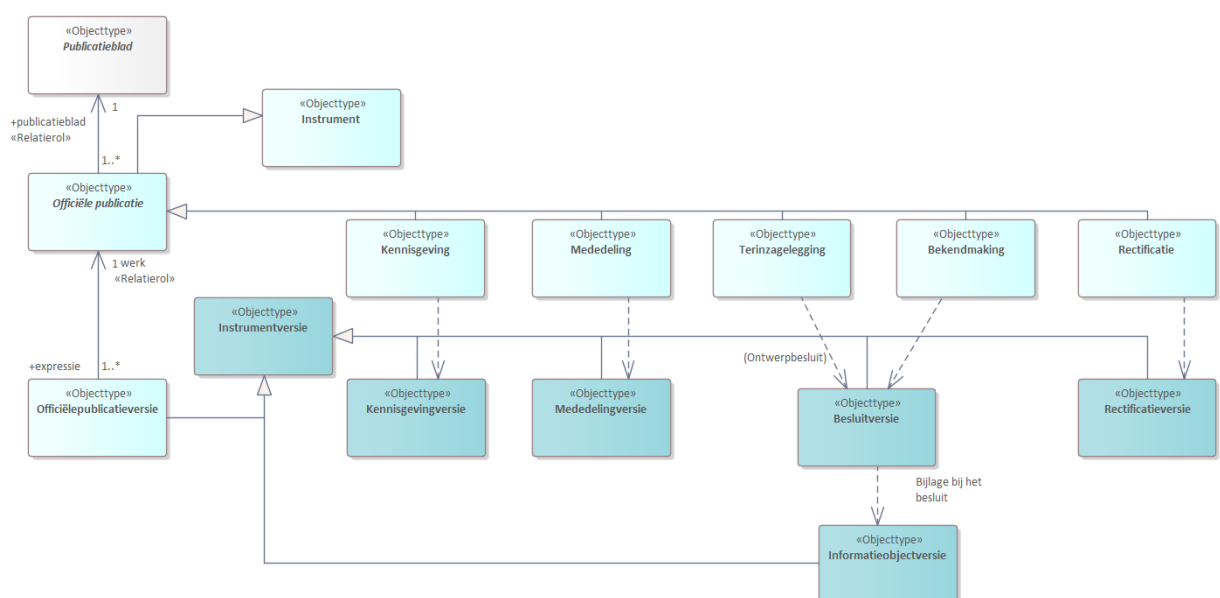 «Objecttype»
Publicatieblad
1
+publicatieblad
«Relatierol»
1..*
«Objecttype»
Instrument
«Objecttype»
Officiële publicatie
«Objecttype»
Kennisgeving
«Objecttype»
Mededeling
«Objecttype»
Terinzagelegging
«Objecttype»
Bekendmaking
«Objecttype»
Rectificatie
1 werk
«Relatierol»
«Objecttype»
Instrumentversie
+expressie
1..*
(Ontwerpbesluit)
«Objecttype»
Officiëlepublicatieversie
«Objecttype»
Kennisgevingversie
«Objecttype»
Mededelingversie
«Objecttype»
Besluitversie
«Objecttype»
Rectificatieversie
Bijlage bij het
besluit
«Objecttype»
Informatieobjectversie